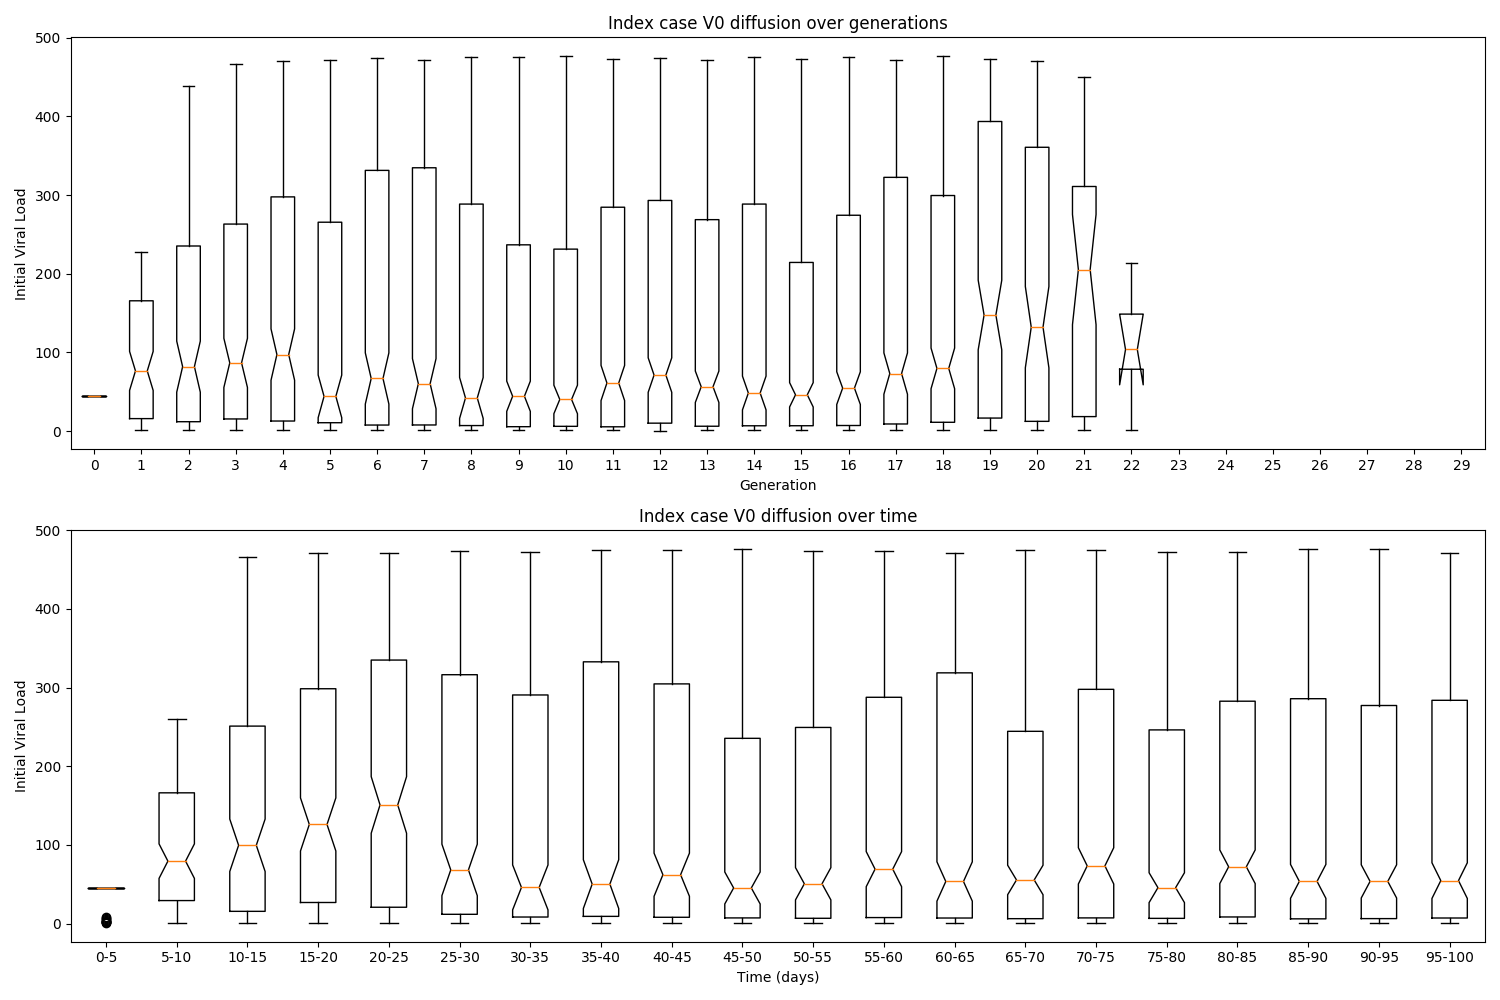 Index case V0 diffusion over generations
500
400
300
200
100
0
Initial Viral Load
0 1 2 3 4 5 6 7 8 9 10 11 12 13 14 15 16 17 18 19 20 21 22 23 24 25 26 27 28 29
Generation
Index case V0 diffusion over time
500
400
300
200
100
0
Initial Viral Load
0-5 5-10 10-15 15-20 20-25 25-30 30-35 35-40 40-45 45-50 50-55 55-60 60-65 65-70 70-75 75-80 80-85 85-90 90-95 95-100
Time (days)